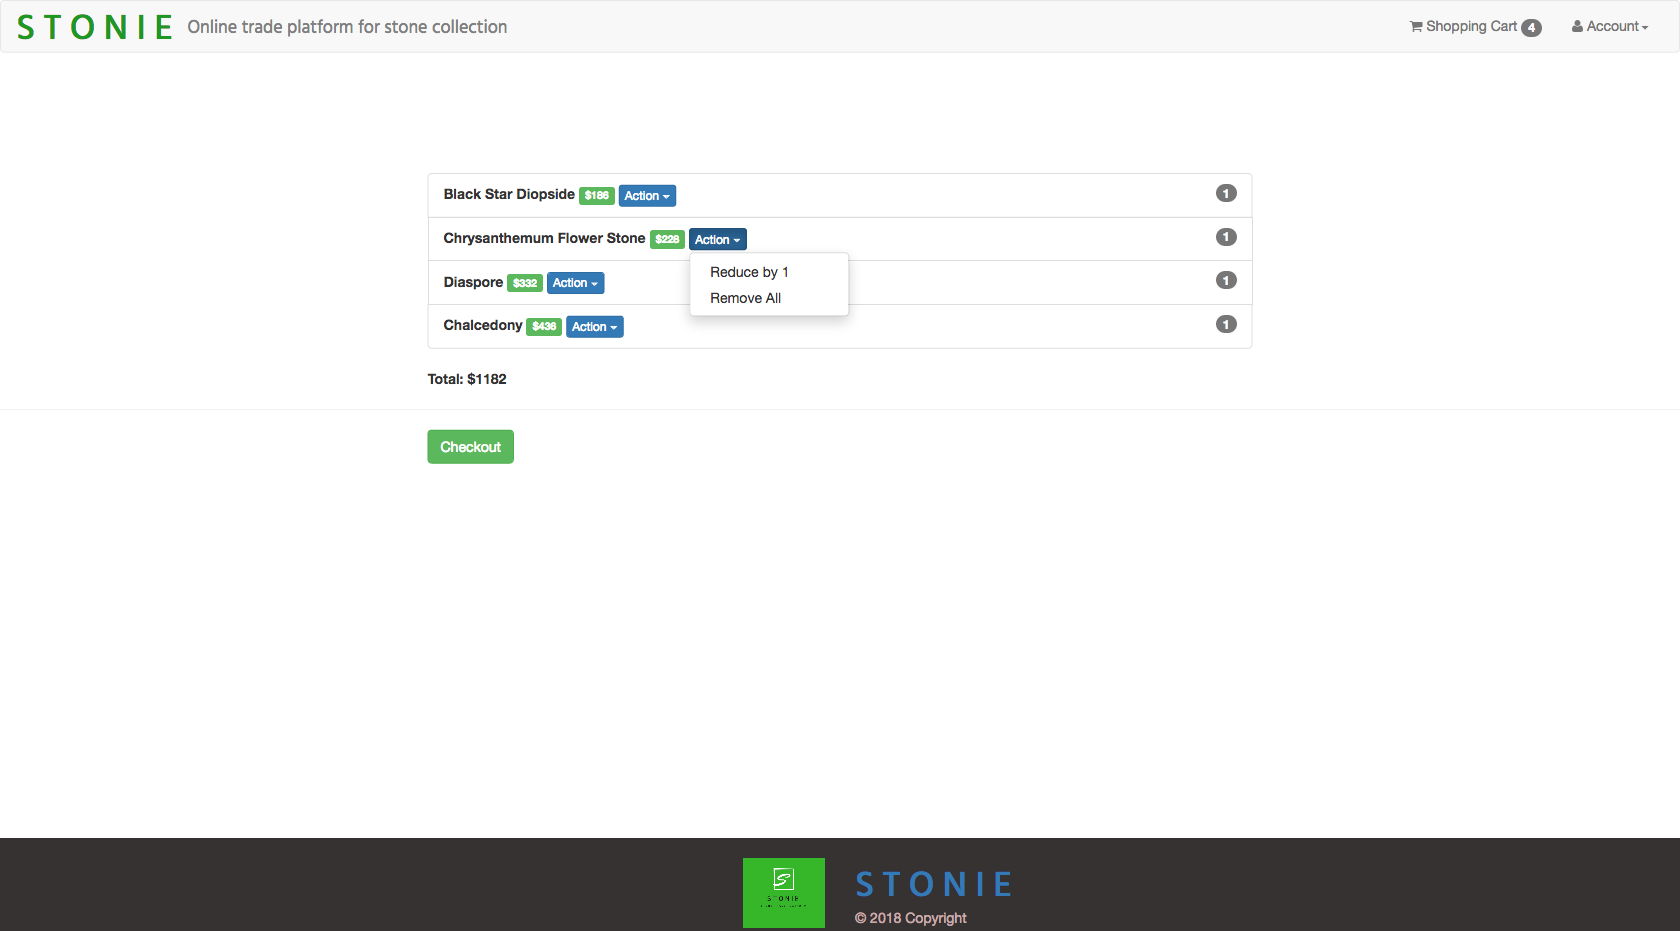 STONIE Online trade platform for stone collection Shopping Cart 4 Account
Black Star Diopside $186 Action 1
Chrysanthemum Flower Stone $228 Action 1
Reduce by 1
Diaspore $332 Action 1
Remove All
Chalcedony $436 Action 1
Total: $1182
Checkout
S
STONIE
STONIE
© 2018 Copyright